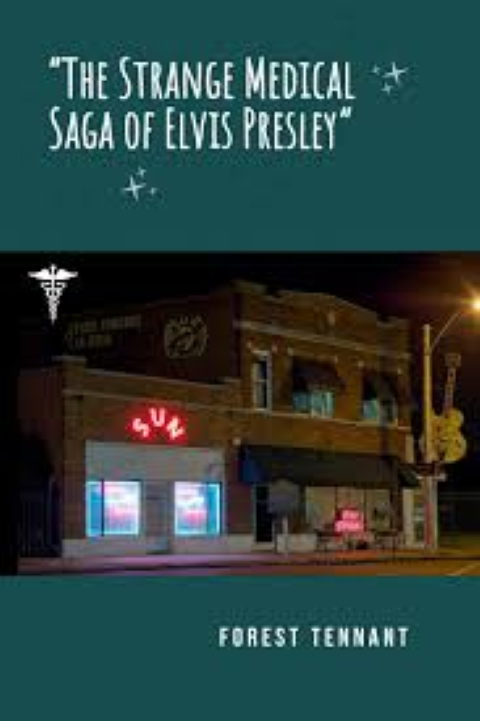 "THE STRANGE MEDICAL
SAGA OF ELVIS PRESLEY"
SUN
FOREST TENNANT